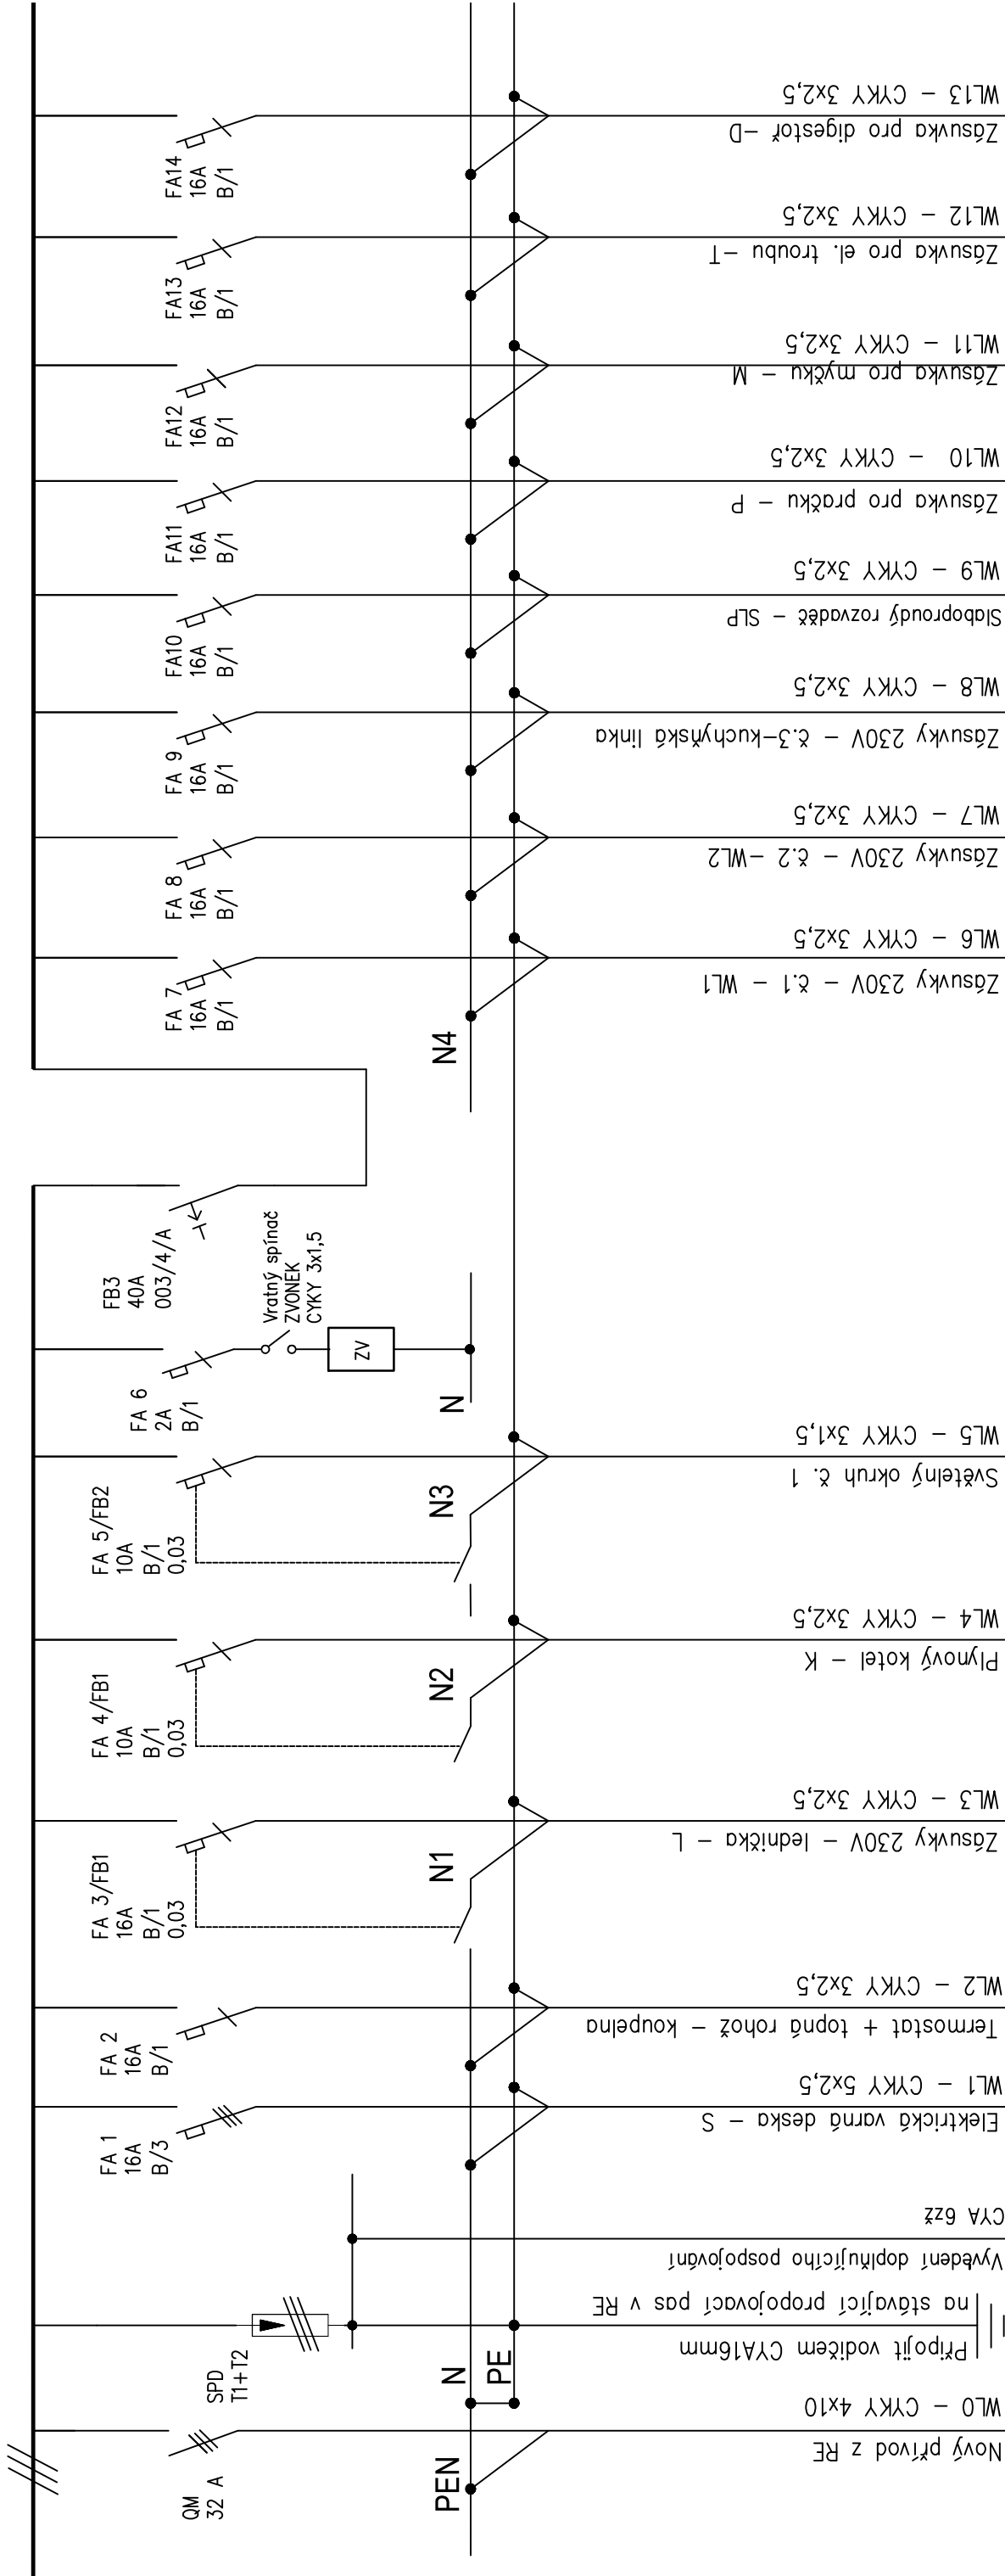 PEN
QM
32 A
Nový přívod z RE
WL0 – CYKY 4x10
N
PE
SPD
T1+T2
Připojit vodičem CYA16mm
na stávající propojovací pas v RE
Vyvedení doplňujícího pospojování
CYA 6zž
FA 1
16A
B/3
Elektrická varná deska – S
WL1 – CYKY 5x2,5
FA 2
16A
B/1
Termostat + topná rohož – koupelna
WL2 – CYKY 3x2,5
FA 3/FB1
16A
B/1
0,03
N1
Zásuvky 230V – lednička – L
WL3 – CYKY 3x2,5
FA 4/FB1
10A
B/1
0,03
N2
Plynový kotel – K
WL4 – CYKY 3x2,5
FA 5/FB2
10A
B/1
0,03
N3
Světelný okruh č. 1
WL5 – CYKY 3x1,5
FA 6
2A
B/1
Vratný spínač
ZVONEK
CYKY 3x1,5
ZV
N
FB3
40A
003/4/A
N4
FA 7
16A
B/1
Zásuvky 230V – č.1 – WL1
WL6 – CYKY 3x2,5
FA 8
16A
B/1
Zásuvky 230V – č.2 –WL2
WL7 – CYKY 3x2,5
FA 9
16A
B/1
Zásuvky 230V – č.3–kuchyňská linka
WL8 – CYKY 3x2,5
FA10
16A
B/1
Slaboproudý rozvaděč – SLP
WL9 – CYKY 3x2,5
FA11
16A
B/1
Zásuvka pro pračku – P
WL10 – CYKY 3x2,5
FA12
16A
B/1
Zásuvka pro myčku – M
WL11 – CYKY 3x2,5
FA13
16A
B/1
Zásuvka pro el. troubu –T
WL12 – CYKY 3x2,5
FA14
16A
B/1
Zásuvka pro digestoř –D
WL13 – CYKY 3x2,5